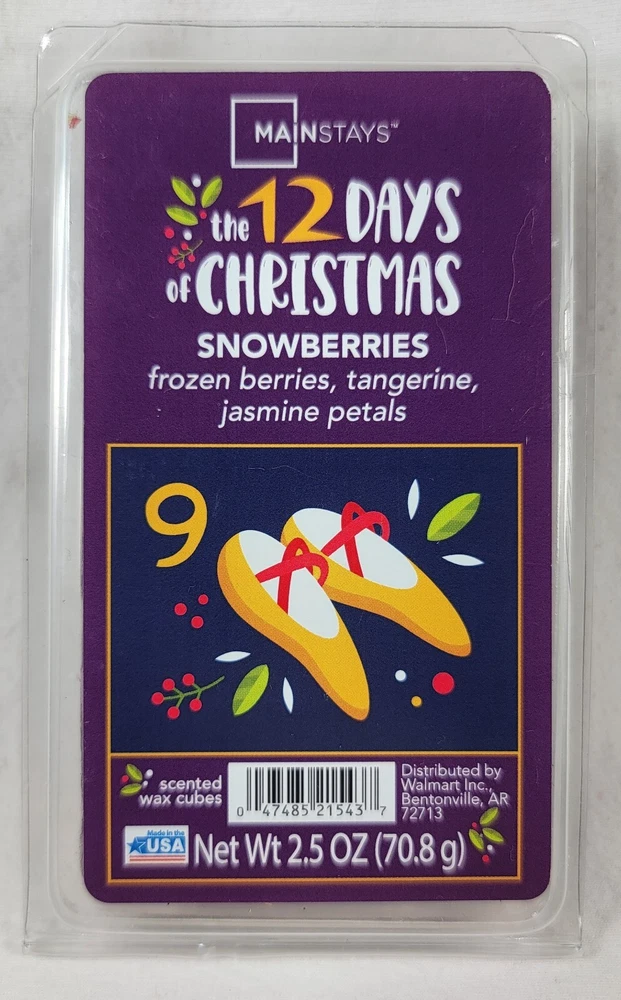 MAINSTAYS™
the 12 DAYS
of CHRISTMAS
SNOWBERRIES
frozen berries, tangerine,
jasmine petals
9
scented
wax cubes
0 47485 21543 7
Distributed by
Walmart Inc.,
Bentonville, AR
72713
Made in the
USA
Net Wt 2.5 OZ (70.8 g)